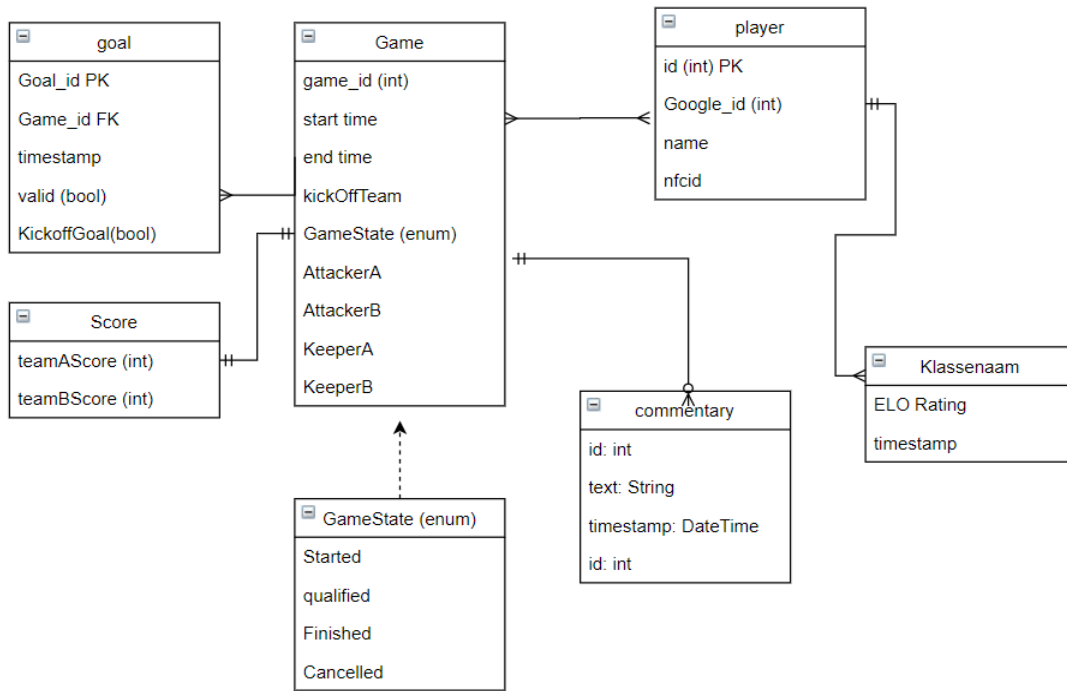 goal
Goal_id PK
Game_id FK
timestamp
valid (bool)
KickoffGoal(bool)
Game
game_id (int)
start time
end time
kickOffTeam
GameState (enum)
AttackerA
AttackerB
KeeperA
KeeperB
player
id (int) PK
Google_id (int)
name
nfcid
Score
teamAScore (int)
teamBScore (int)
Klassenaam
ELO Rating
timestamp
commentary
id: int
text: String
timestamp: DateTime
id: int
GameState (enum)
Started
qualified
Finished
Cancelled